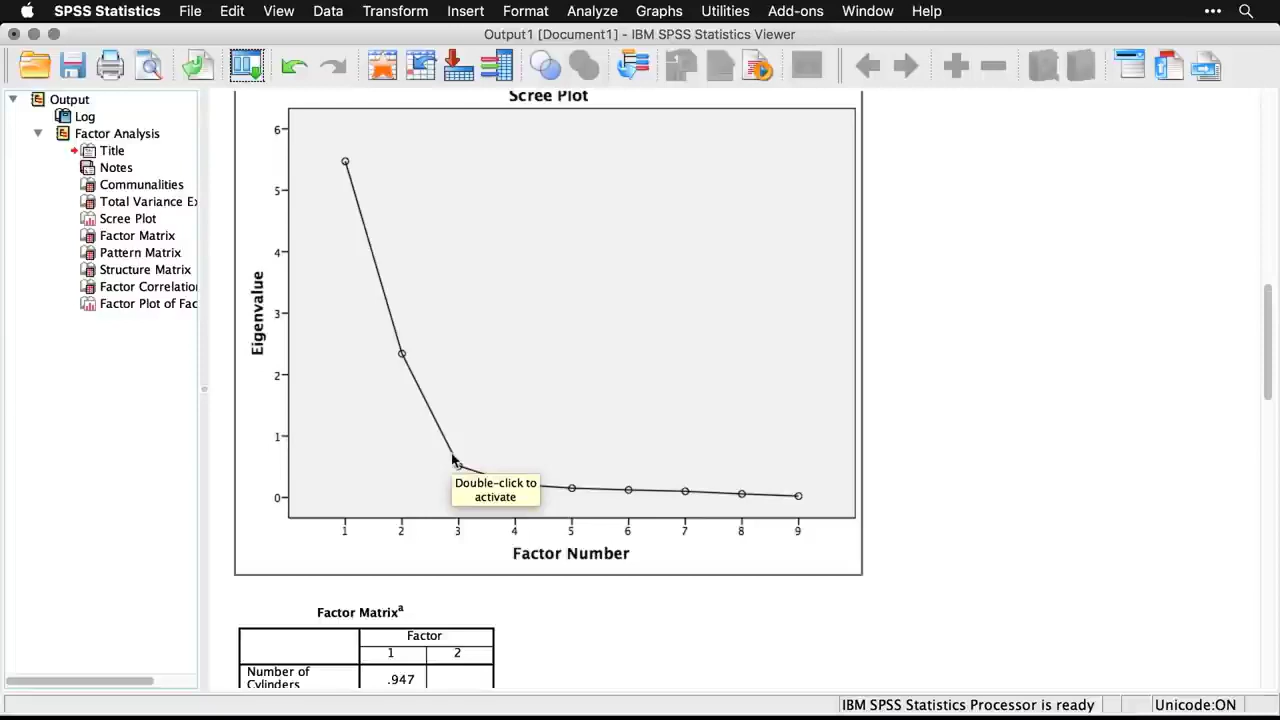 SPSS Statistics File Edit View Data Transform Insert Format Analyze Graphs Utilities Add-ons Window Help
Output1 [Document1] - IBM SPSS Statistics Viewer
Output
Log
Factor Analysis
Title
Notes
Communalities
Total Variance Ex
Scree Plot
Factor Matrix
Pattern Matrix
Structure Matrix
Factor Correlation
Factor Plot of Fac
Scree Plot
Eigenvalue
6
5
4
3
2
1
0
Double-click to
activate
1 2 3 4 5 6 7 8 9
Factor Number
Factor Matrixa
Factor
1 2
Number of
Cylinders
.947
IBM SPSS Statistics Processor is ready Unicode:ON